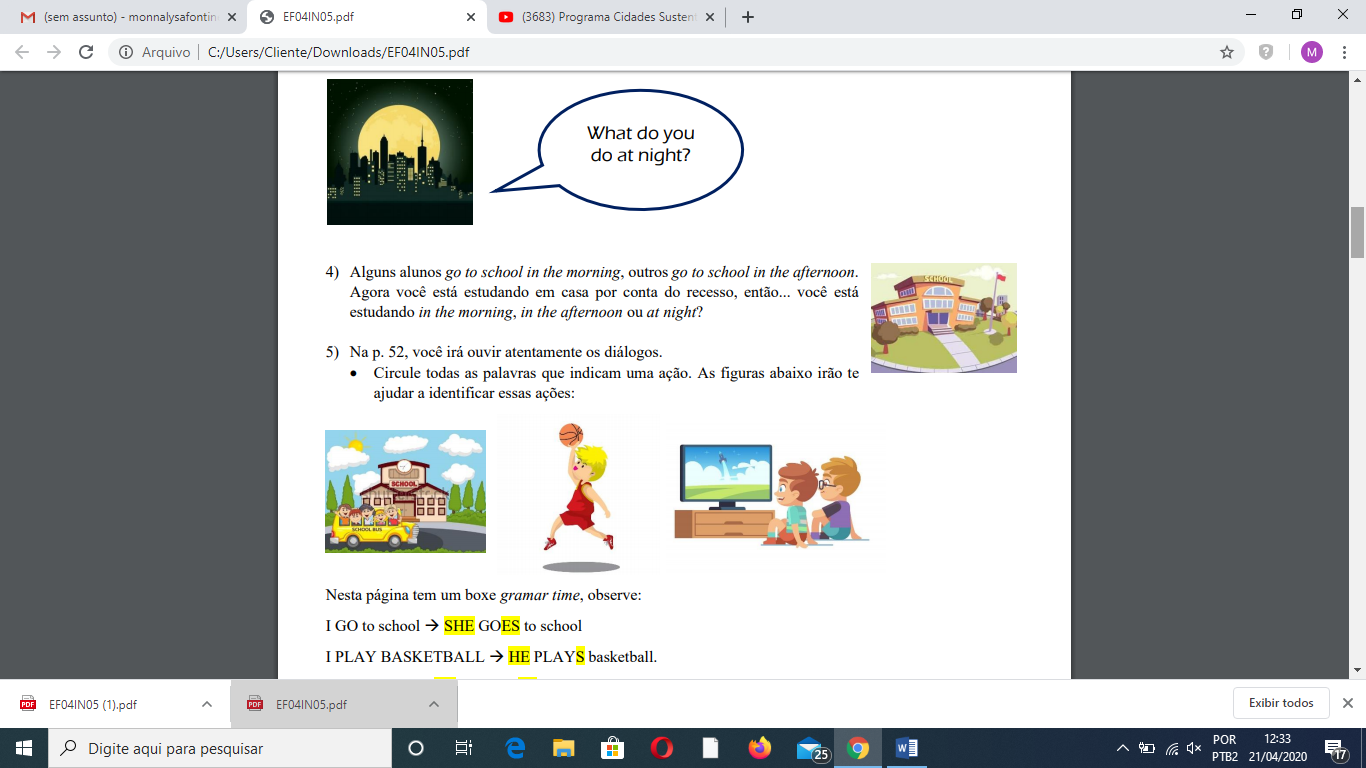 (sem assunto) - monnalysafontin
EF04IN05.pdf
(3683) Programa Cidades Susten
Arquivo
C:/Users/Cliente/Downloads/EF04IN05.pdf
M
What do you
do at night?
4) Alguns alunos go to school in the morning, outros go to school in the afternoon.
Agora você está estudando em casa por conta do recesso, então... você está
estudando in the morning, in the afternoon ou at night?
SCHOOL
5) Na p. 52, você irá ouvir atentamente os diálogos.
• Circule todas as palavras que indicam uma ação. As figuras abaixo irão te
ajudar a identificar essas ações:
SCHOOL
SCHOOL BUS
Nesta página tem um boxe gramar time, observe:
I GO to school → SHE GOES to school
I PLAY BASKETBALL → HE PLAYS basketball.
EF04IN05 (1).pdf
EF04IN05.pdf
Exibir todos
Digite aqui para pesquisar
25
POR
PTB2
12:33
21/04/2020
17